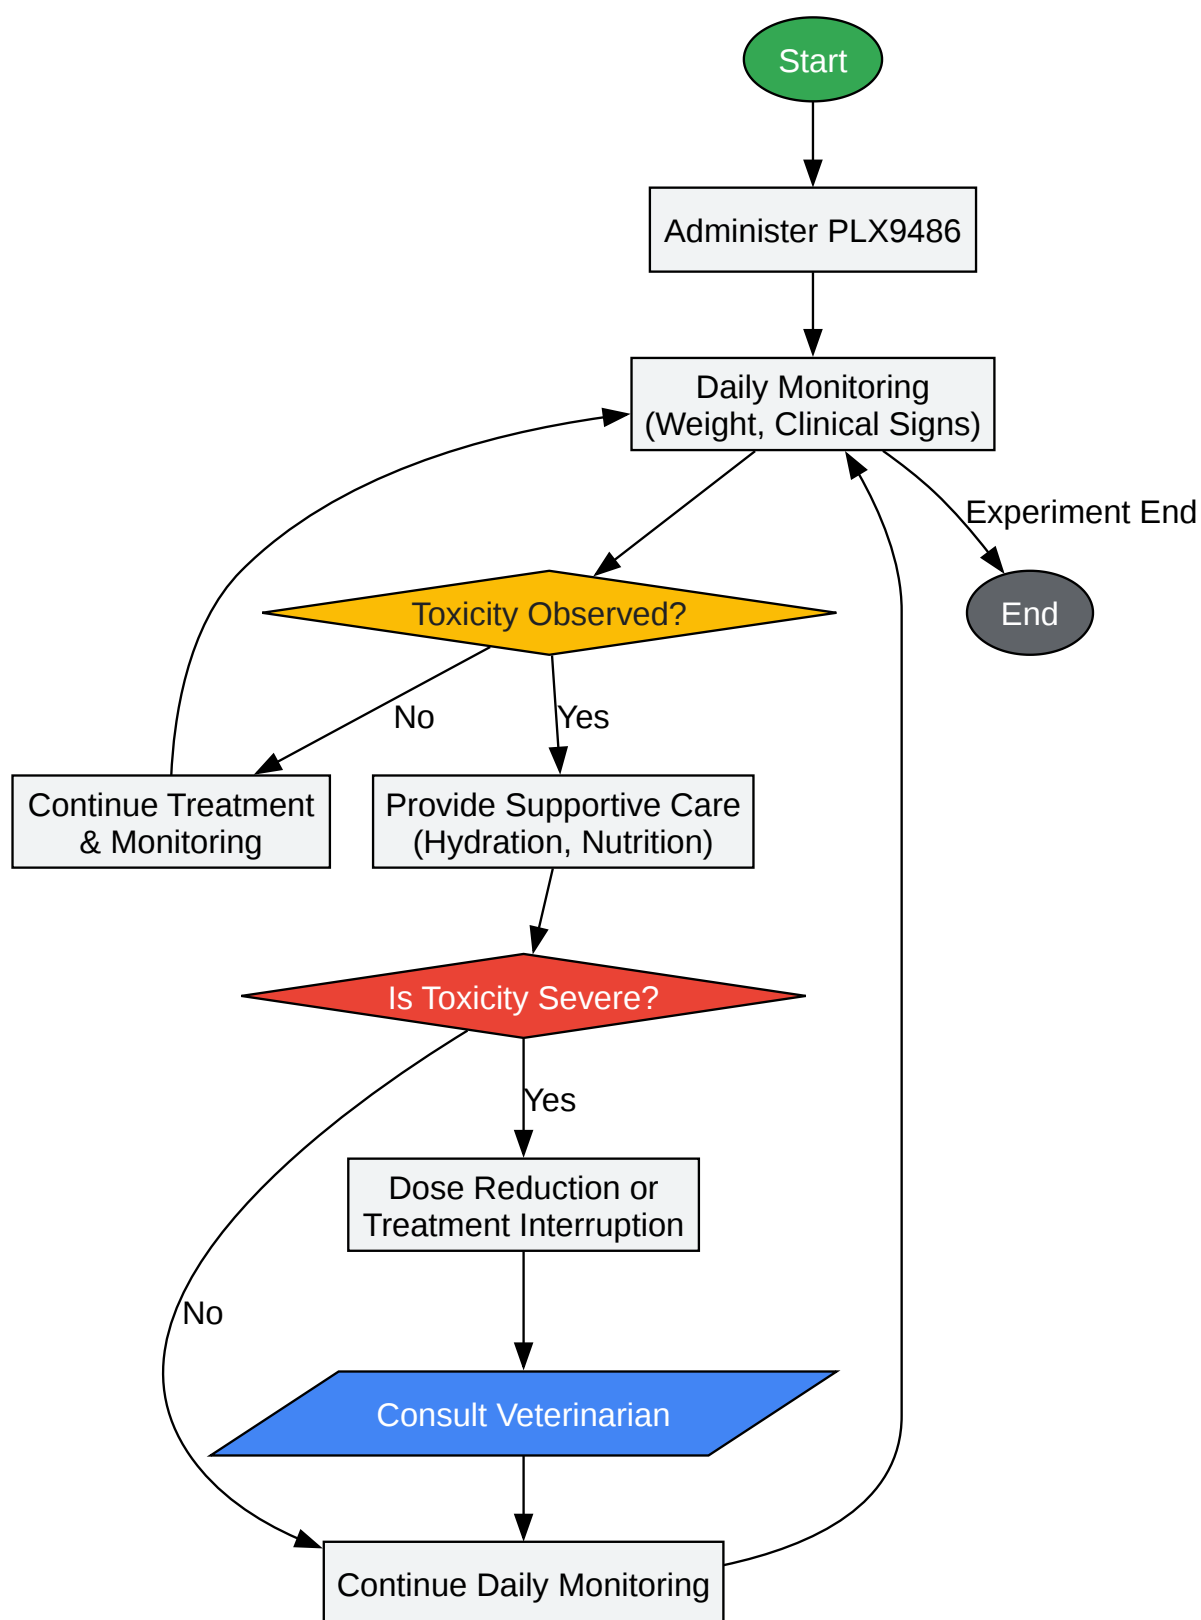 Start
Administer PLX9486
Daily Monitoring
(Weight, Clinical Signs)
Experiment End
Toxicity Observed?
End
No
Yes
Continue Treatment
& Monitoring
Provide Supportive Care
(Hydration, Nutrition)
Is Toxicity Severe?
Yes
Dose Reduction or
Treatment Interruption
No
Consult Veterinarian
Continue Daily Monitoring